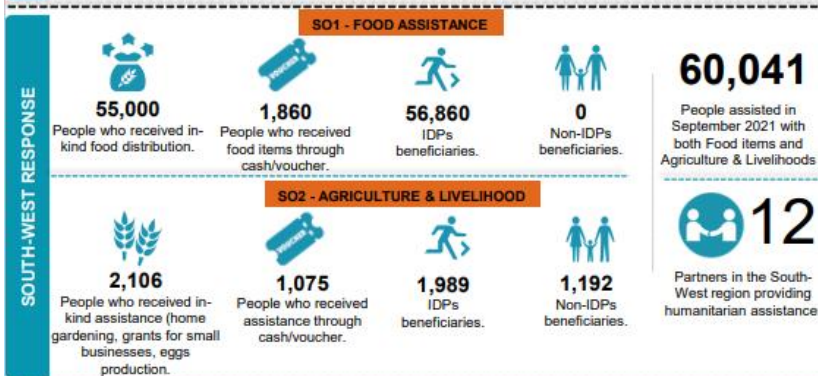 SOUTH-WEST RESPONSE
SO1 - FOOD ASSISTANCE
55,000
People who received in-
kind food distribution.
VOUCHER
1,860
People who received
food items through
cash/voucher.
56,860
IDPs
beneficiaries.
0
Non-IDPs
beneficiaries.
60,041
People assisted in
September 2021 with
both Food items and
Agriculture & Livelihoods
SO2 - AGRICULTURE & LIVELIHOOD
2,106
People who received in-
kind assistance (home
gardening, grants for small
businesses, eggs
production.
VOUCHER
1,075
People who received
assistance through
cash/voucher.
1,989
IDPs
beneficiaries.
1,192
Non-IDPs
beneficiaries.
12
Partners in the South-
West region providing
humanitarian assistance